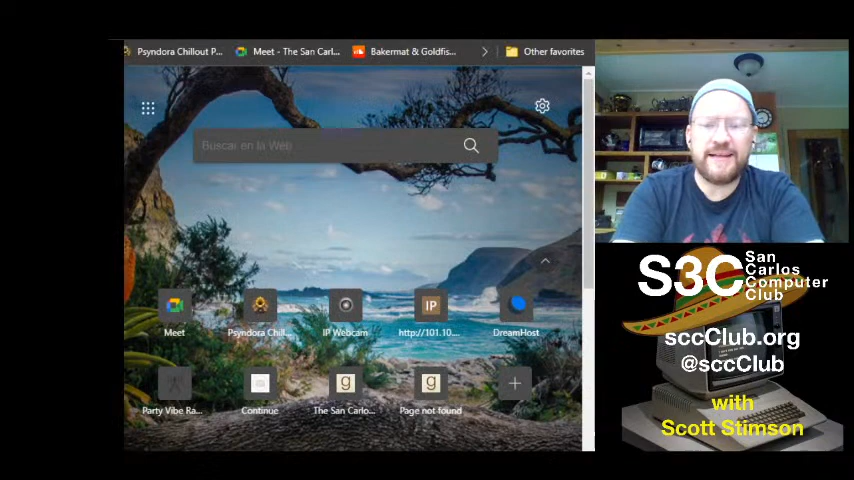 Psyndora Chillout P...
Meet - The San Carl...
Bakermat & Goldfis...
Other favorites
Buscar en la Web
Meet
Psyndora Chill...
IP Webcam
IP
http://101.10....
DreamHost
Party Vibe Ra...
Continue
g
The San Carlo...
g
Page not found
S3C
San
Carlos
Computer
Club
sccClub.org
@sccClub
with
Scott Stimson